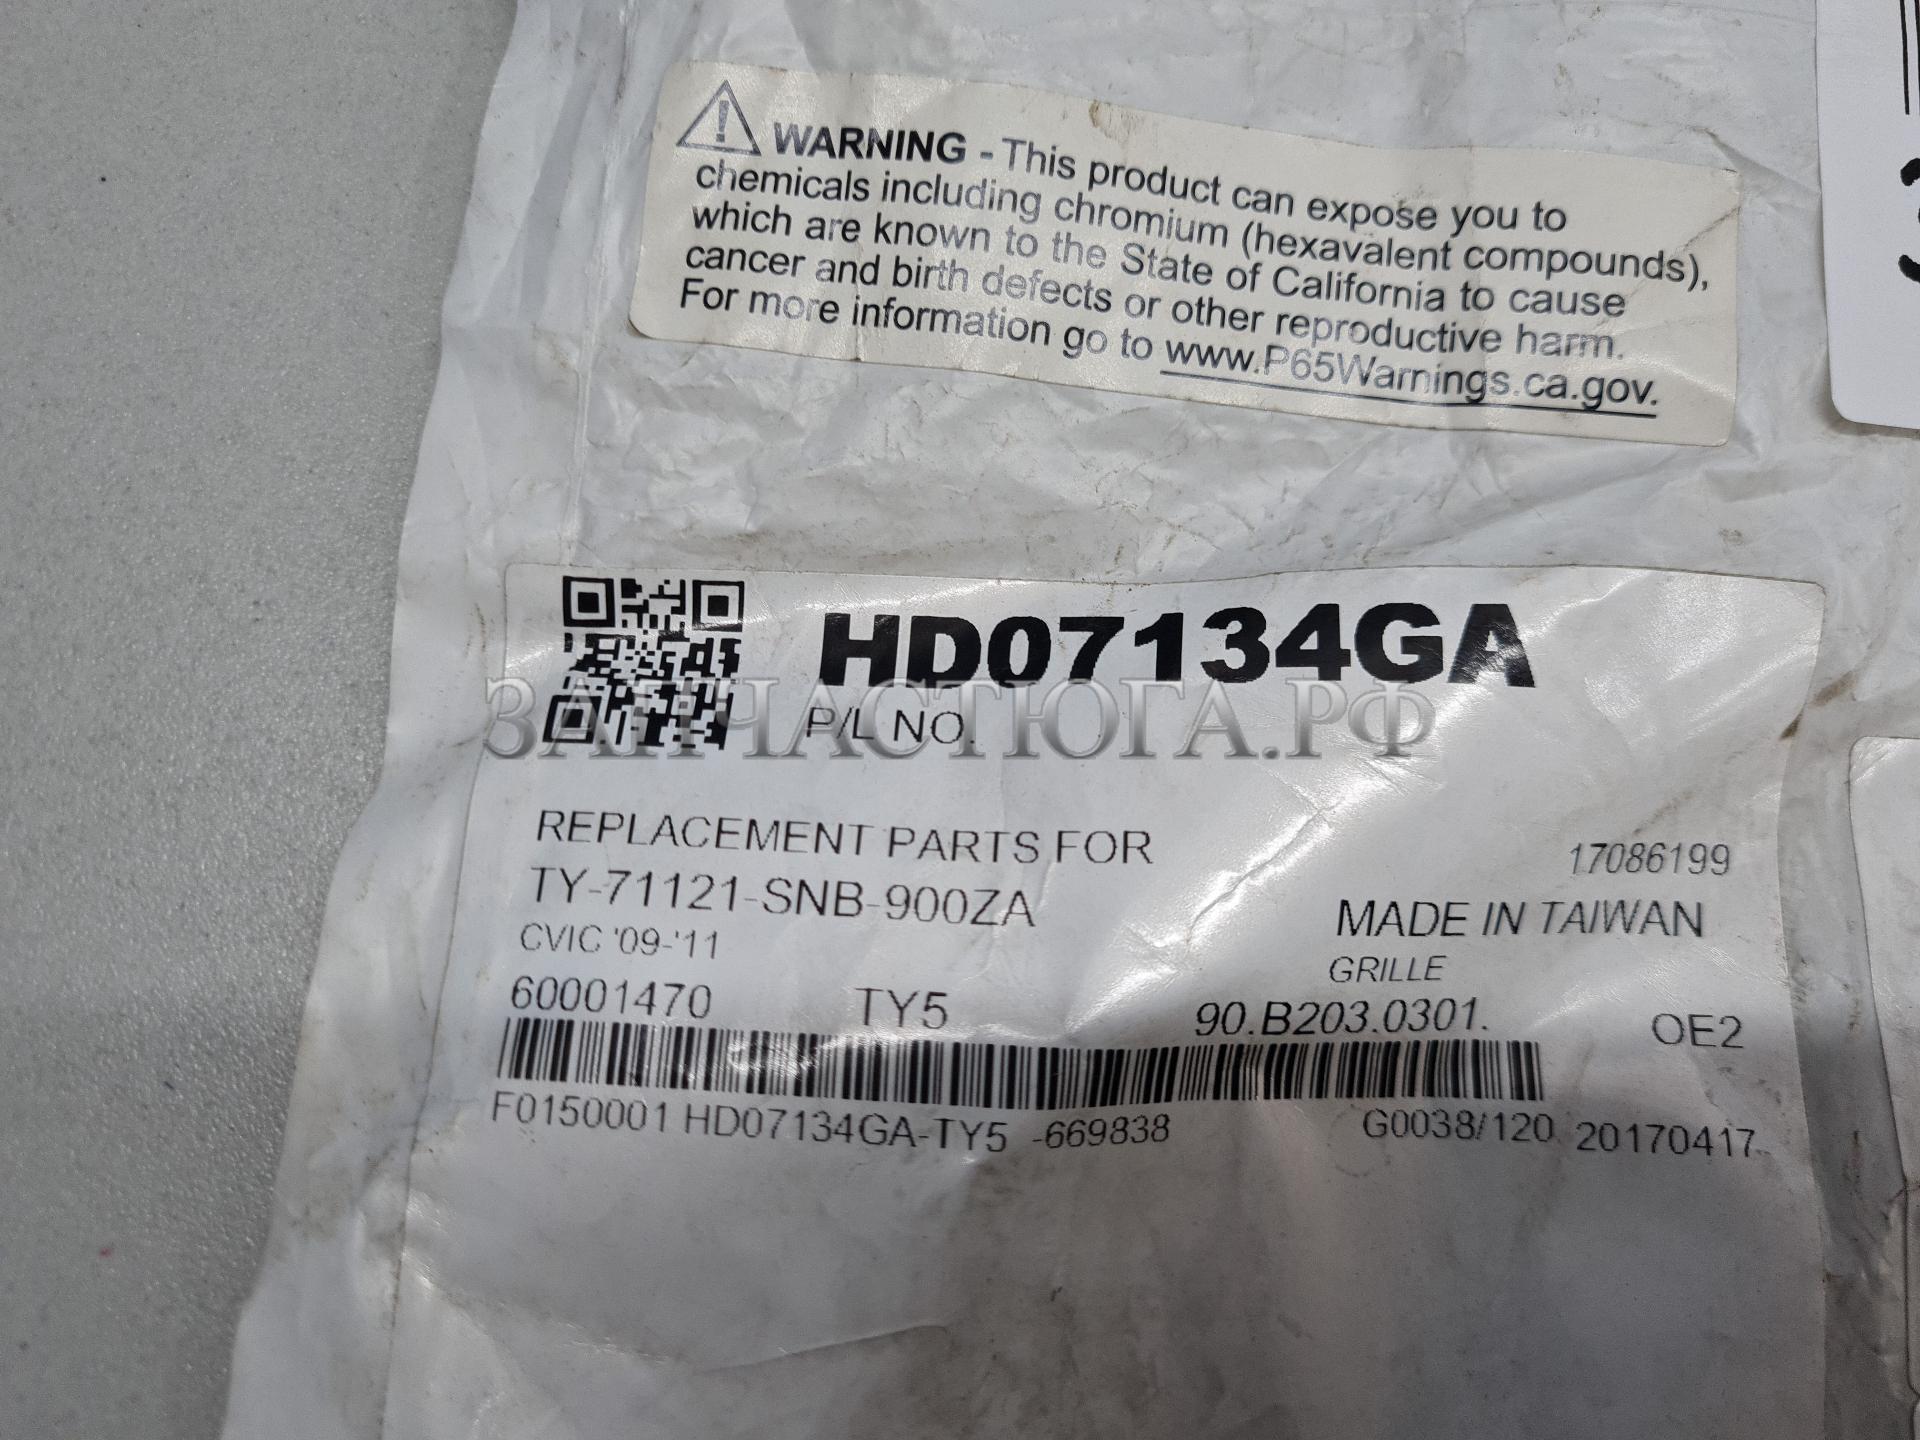 WARNING - This product can expose you to
chemicals including chromium (hexavalent compounds),
which are known to the State of California to cause
cancer and birth defects or other reproductive harm.
For more information go to www.P65Warnings.ca.gov.
HD07134GA
ЗАПЧАСТЮГА.РФ
P/L NO.
REPLACEMENT PARTS FOR
17086199
TY-71121-SNB-900ZA
MADE IN TAIWAN
CVIC '09-'11
GRILLE
60001470 TY5 90.B203.0301. OE2
F0150001 HD07134GA-TY5 -669838 G0038/120 20170417